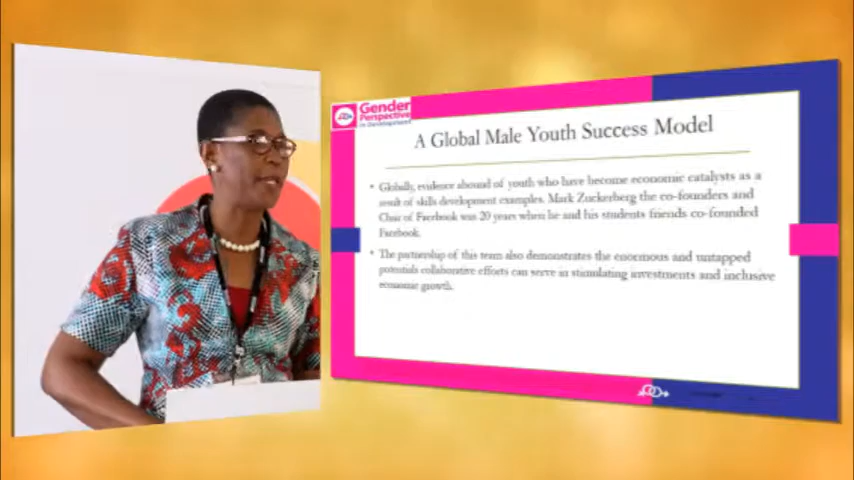 Gender
Perspective
in Development
A Global Male Youth Success Model
• Globally, evidence abound of youth who have become economic catalysts as a
result of skills development examples. Mark Zuckerberg the co-founders and
Chair of Facebook was 20 years when he and his students friends co-founded
Facebook.
• The partnership of this team also demonstrates the enormous and untapped
potentials collaborative efforts can serve in stimulating investments and inclusive
economic growth.